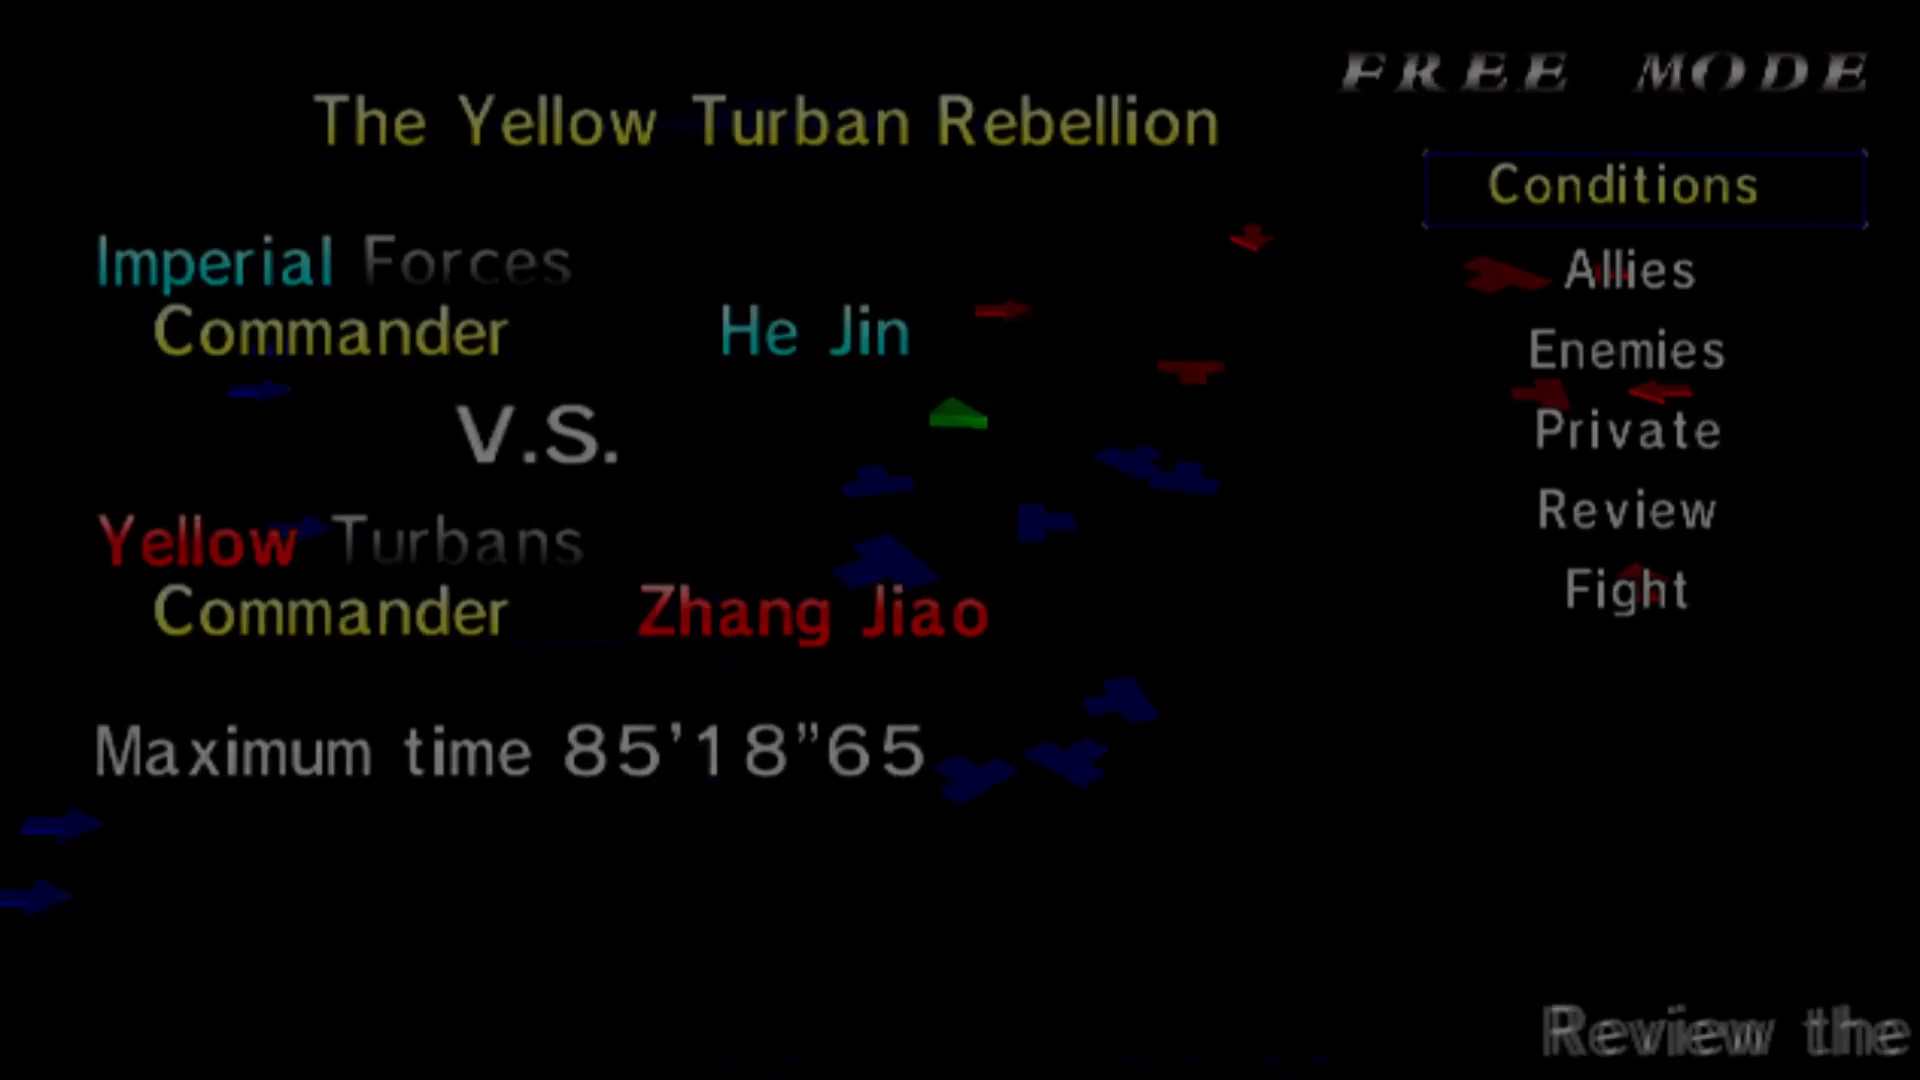 FREE MODE
The Yellow Turban Rebellion
Imperial Forces
Commander He Jin
V.S.
Yellow Turbans
Commander Zhang Jiao
Maximum time 85'18"65
Conditions
Allies
Enemies
Private
Review
Fight
Review the